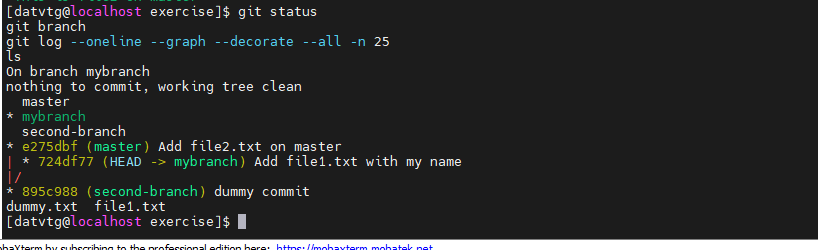 [datvtg@localhost exercise]$ git status
git branch
git log --oneline --graph --decorate --all -n 25
ls
On branch mybranch
nothing to commit, working tree clean
  master
* mybranch
  second-branch
* e275dbf (master) Add file2.txt on master
| * 724df77 (HEAD -> mybranch) Add file1.txt with my name
|/
* 895c988 (second-branch) dummy commit
dummy.txt  file1.txt
[datvtg@localhost exercise]$
by subscribing to the professional edition here: https://mobaxterm.mobatek.net